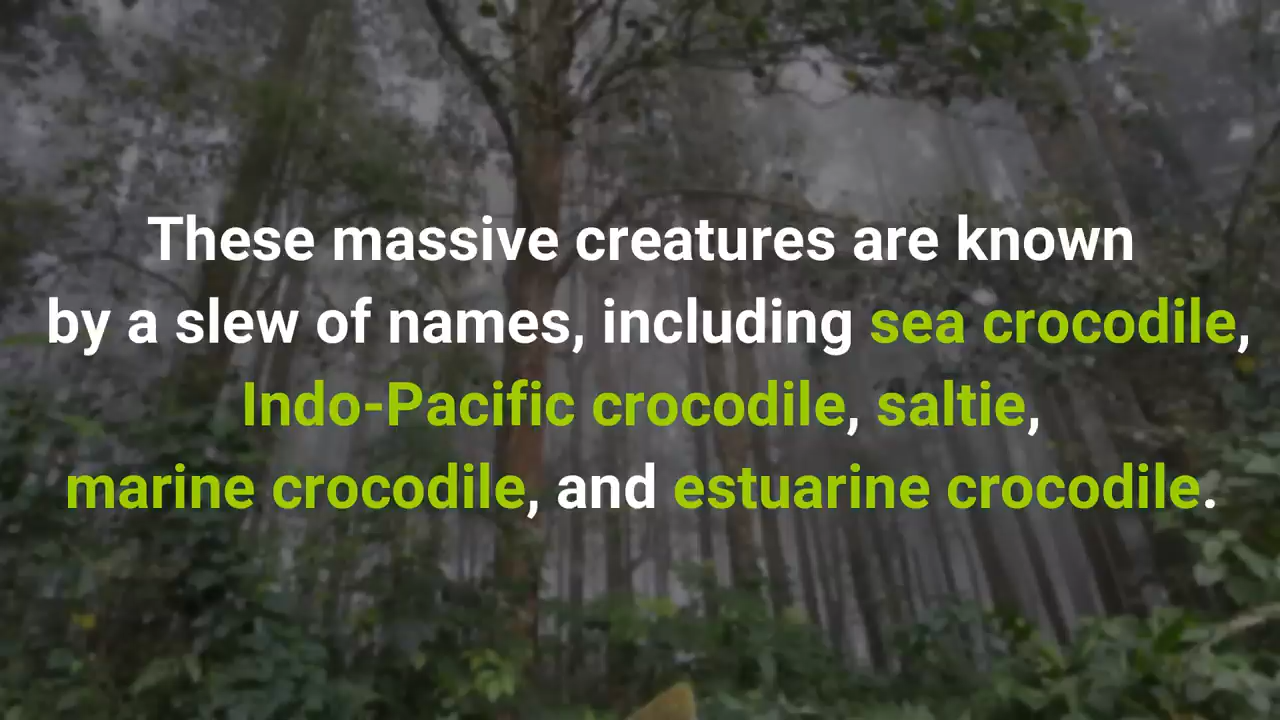 These massive creatures are known
by a slew of names, including sea crocodile,
Indo-Pacific crocodile, saltie,
marine crocodile, and estuarine crocodile.